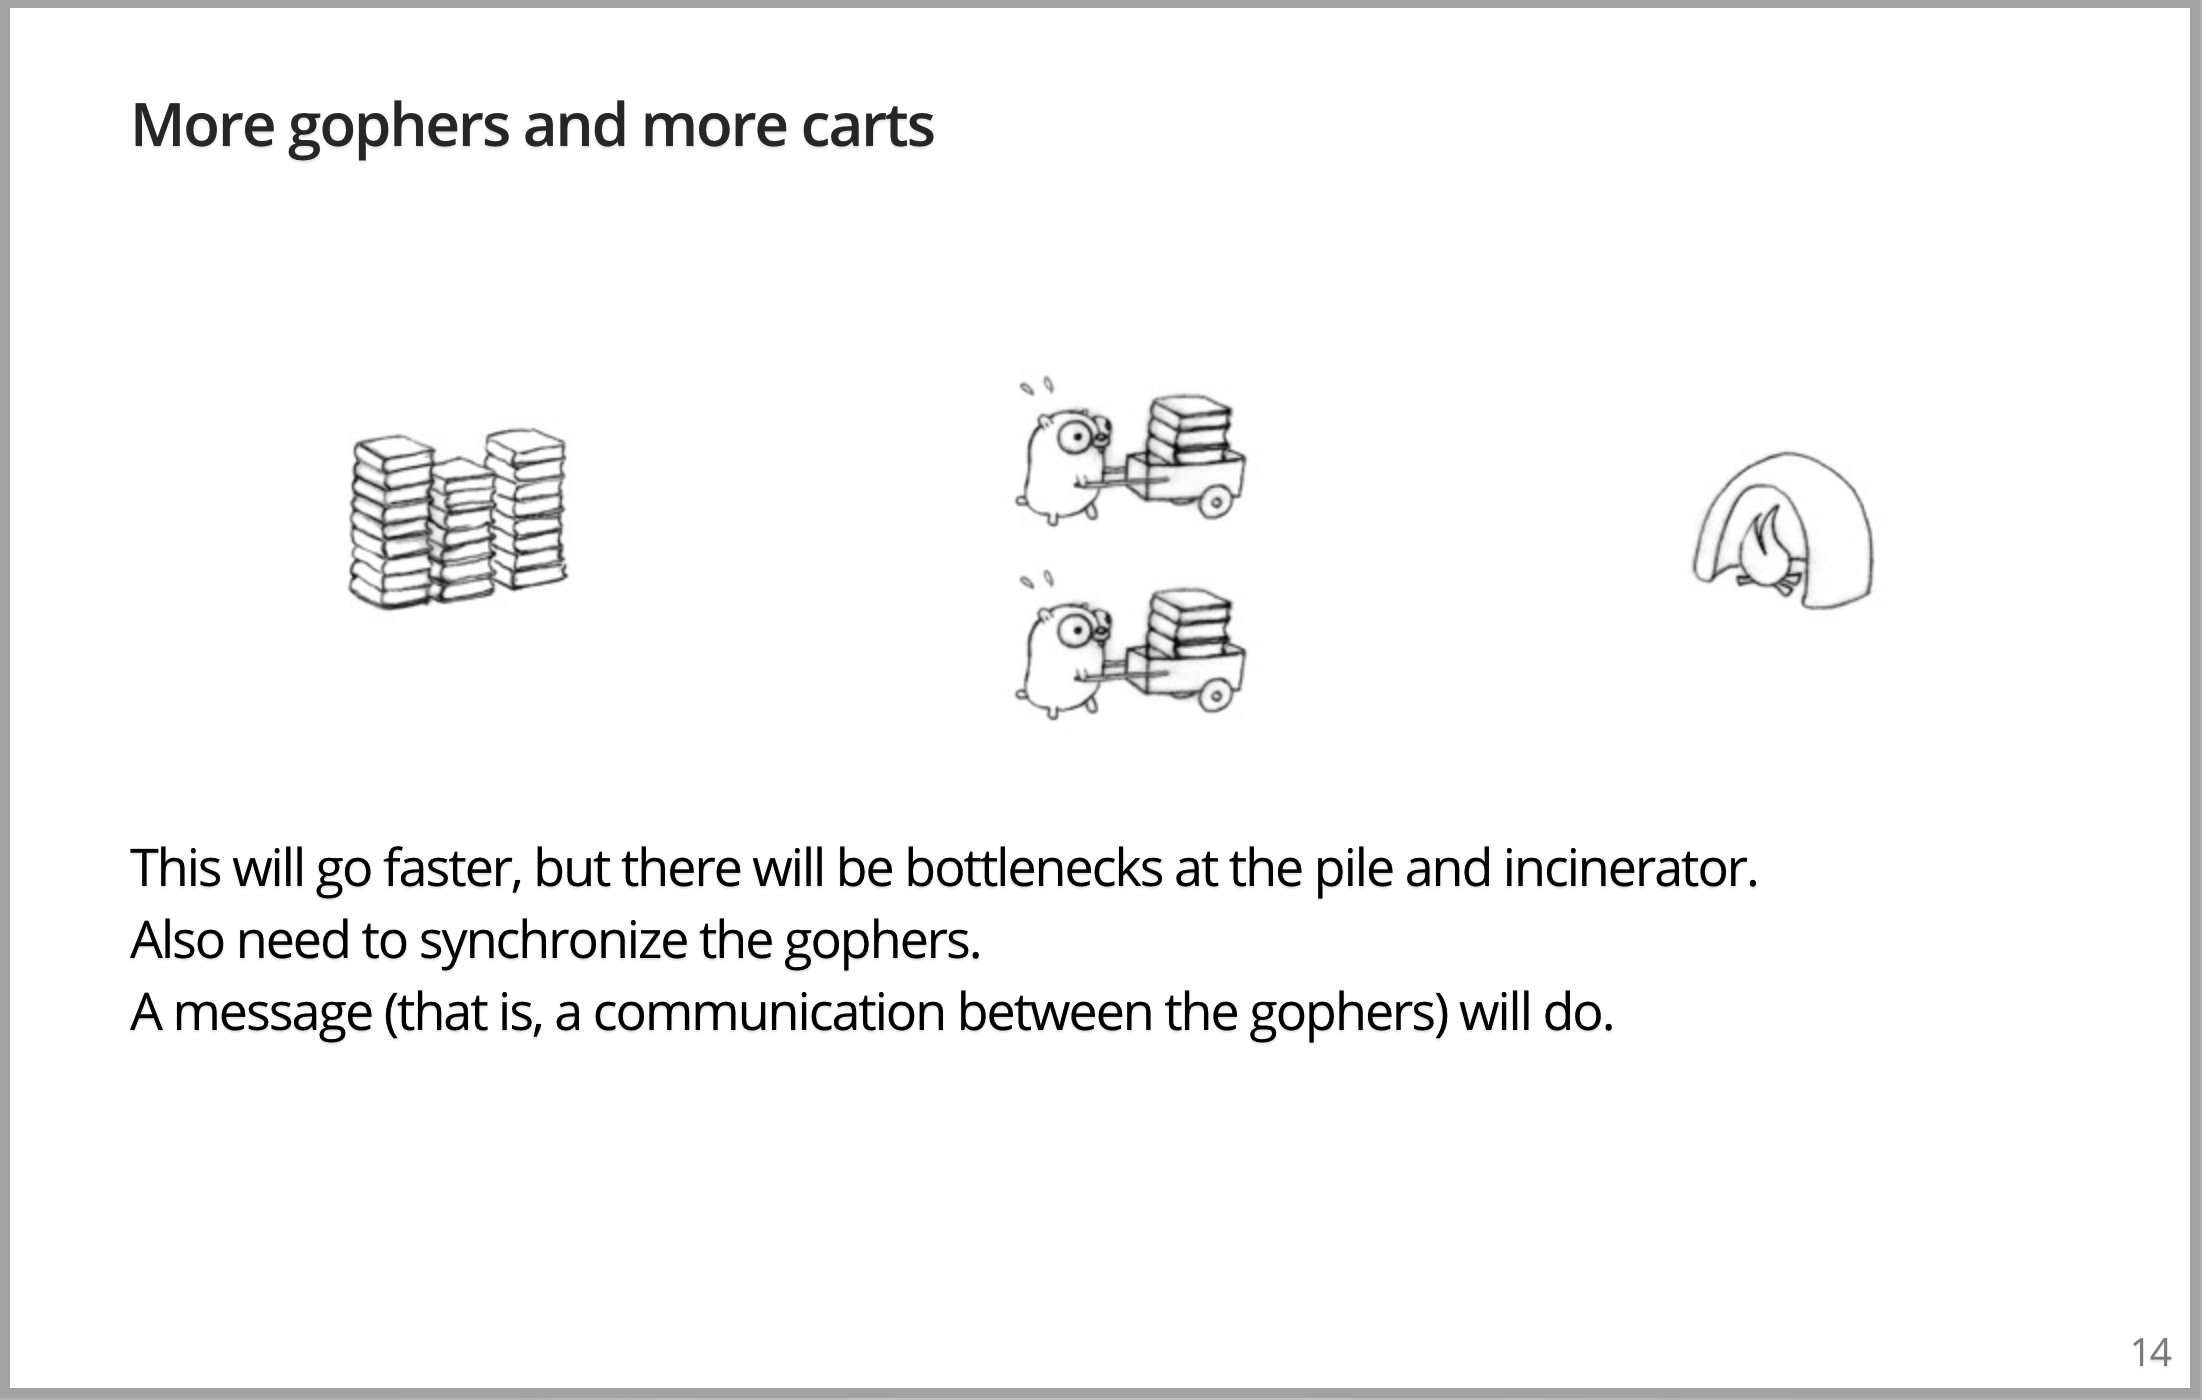 More gophers and more carts
This will go faster, but there will be bottlenecks at the pile and incinerator.
Also need to synchronize the gophers.
A message (that is, a communication between the gophers) will do.
14